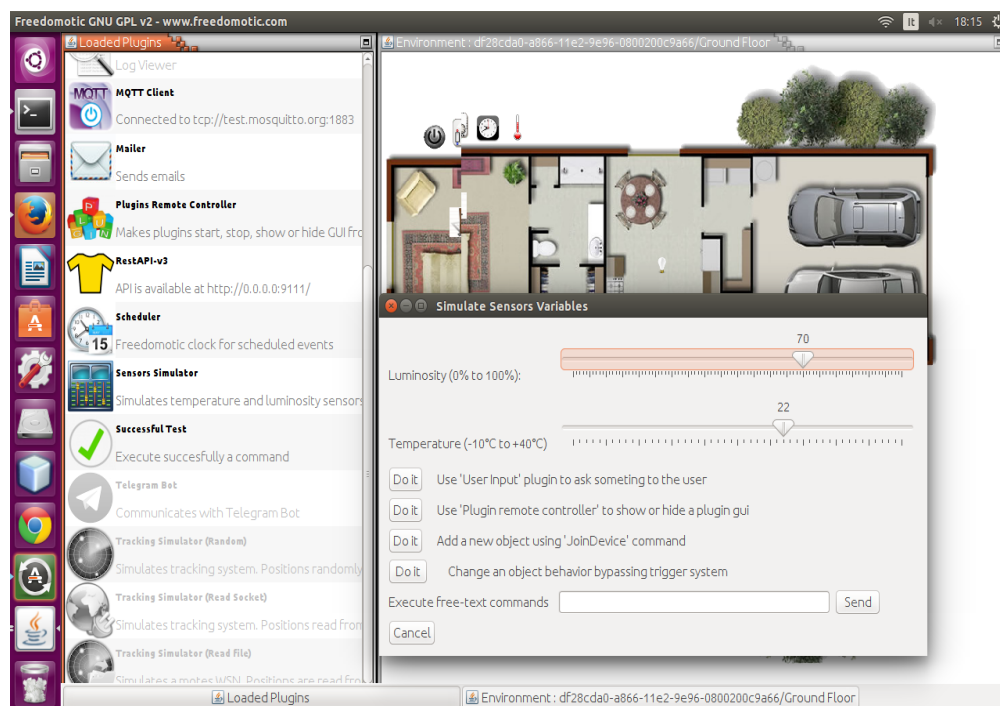 Freedomotic GNU GPL v2 - www.freedomotic.com
It
18:15
Loaded Plugins
Environment : df28cda0-a866-11e2-9e96-0800200c9a66/Ground Floor
Log Viewer
MQTT
MQTT Client
Connected to tcp://test.mosquitto.org:1883
Mailer
Sends emails
Plugins Remote Controller
Makes plugins start, stop, show or hide GUI fro
RestAPI-v3
API is available at http://0.0.0.0:9111/
Scheduler
15
Freedomotic clock for scheduled events
Sensors Simulator
Simulates temperature and luminosity sensors
Successful Test
Execute succesfully a command
Telegram Bot
Communicates with Telegram Bot
Tracking Simulator (Random)
Simulates tracking system. Positions randomly
Tracking Simulator (Read Socket)
Simulates tracking system. Positions read from
Tracking Simulator (Read file)
Simulates a motes WSN. Positions are read fro
Simulate Sensors Variables
70
Luminosity (0% to 100%):
22
Temperature (-10°C to +40°C)
Do it Use 'User Input' plugin to ask someting to the user
Do it Use 'Plugin remote controller' to show or hide a plugin gui
Do it Add a new object using 'JoinDevice' command
Do it Change an object behavior bypassing trigger system
Execute free-text commands Send
Cancel
Loaded Plugins
Environment : df28cda0-a866-11e2-9e96-0800200c9a66/Ground Floor